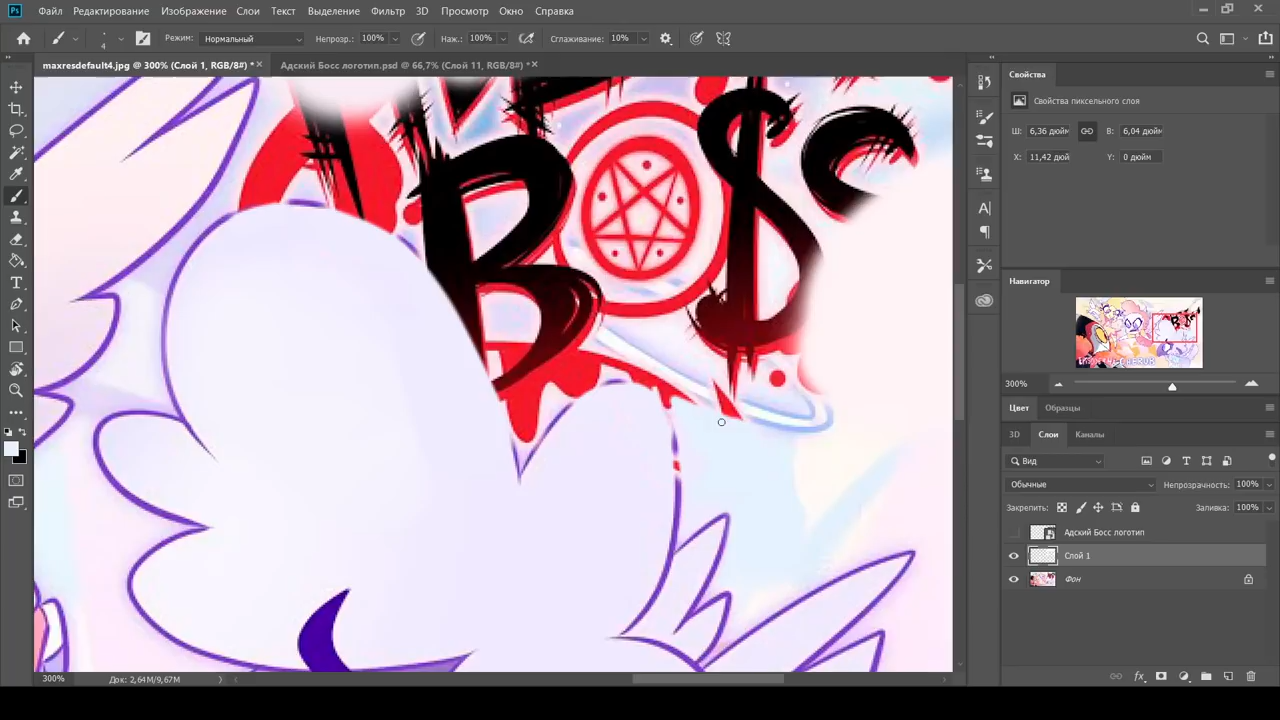 Ps Файл Редактирование Изображение Слои Текст Выделение Фильтр 3D Просмотр Окно Справка
4 Режим: Нормальный Непрозр.: 100% Наж.: 100% Сглаживание: 10%
maxresdefault4.jpg @ 300% (Слой 1, RGB/8#) * × Адский Босс логотип.psd @ 66,7% (Слой 11, RGB/8#) * ×
BOSS
Свойства
Свойства пиксельного слоя
Ш: 6,36 дюйм В: 6,04 дюйм
X: 11,42 дюй Y: 0 дюйм
Навигатор
300%
Цвет Образцы
3D Слои Каналы
Вид
Обычные Непрозрачность: 100%
Закрепить: Заливка: 100%
Адский Босс логотип
Слой 1
Фон
fx
300% Док: 2,64M/9,67M